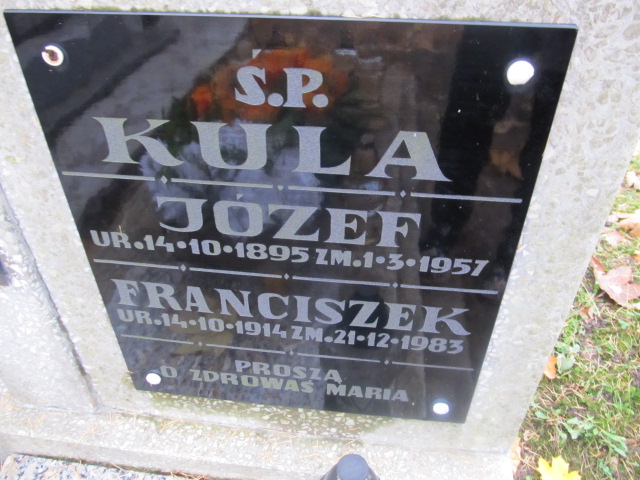 Ś.P.
KULA
JÓZEF
UR.14·10·1895 ZM.1·3·1957
FRANCISZEK
UR.14·10·1914 ZM.21·12·1983
PROSZĄ
O ZDROWAŚ MARIA